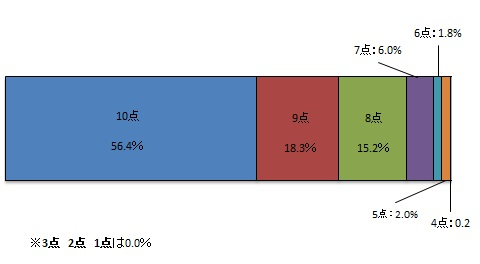 6点：1.8%
7点：6.0%
10点
56.4%
9点
18.3%
8点
15.2%
5点：2.0%
4点：0.2
※3点　2点　1点は0.0%